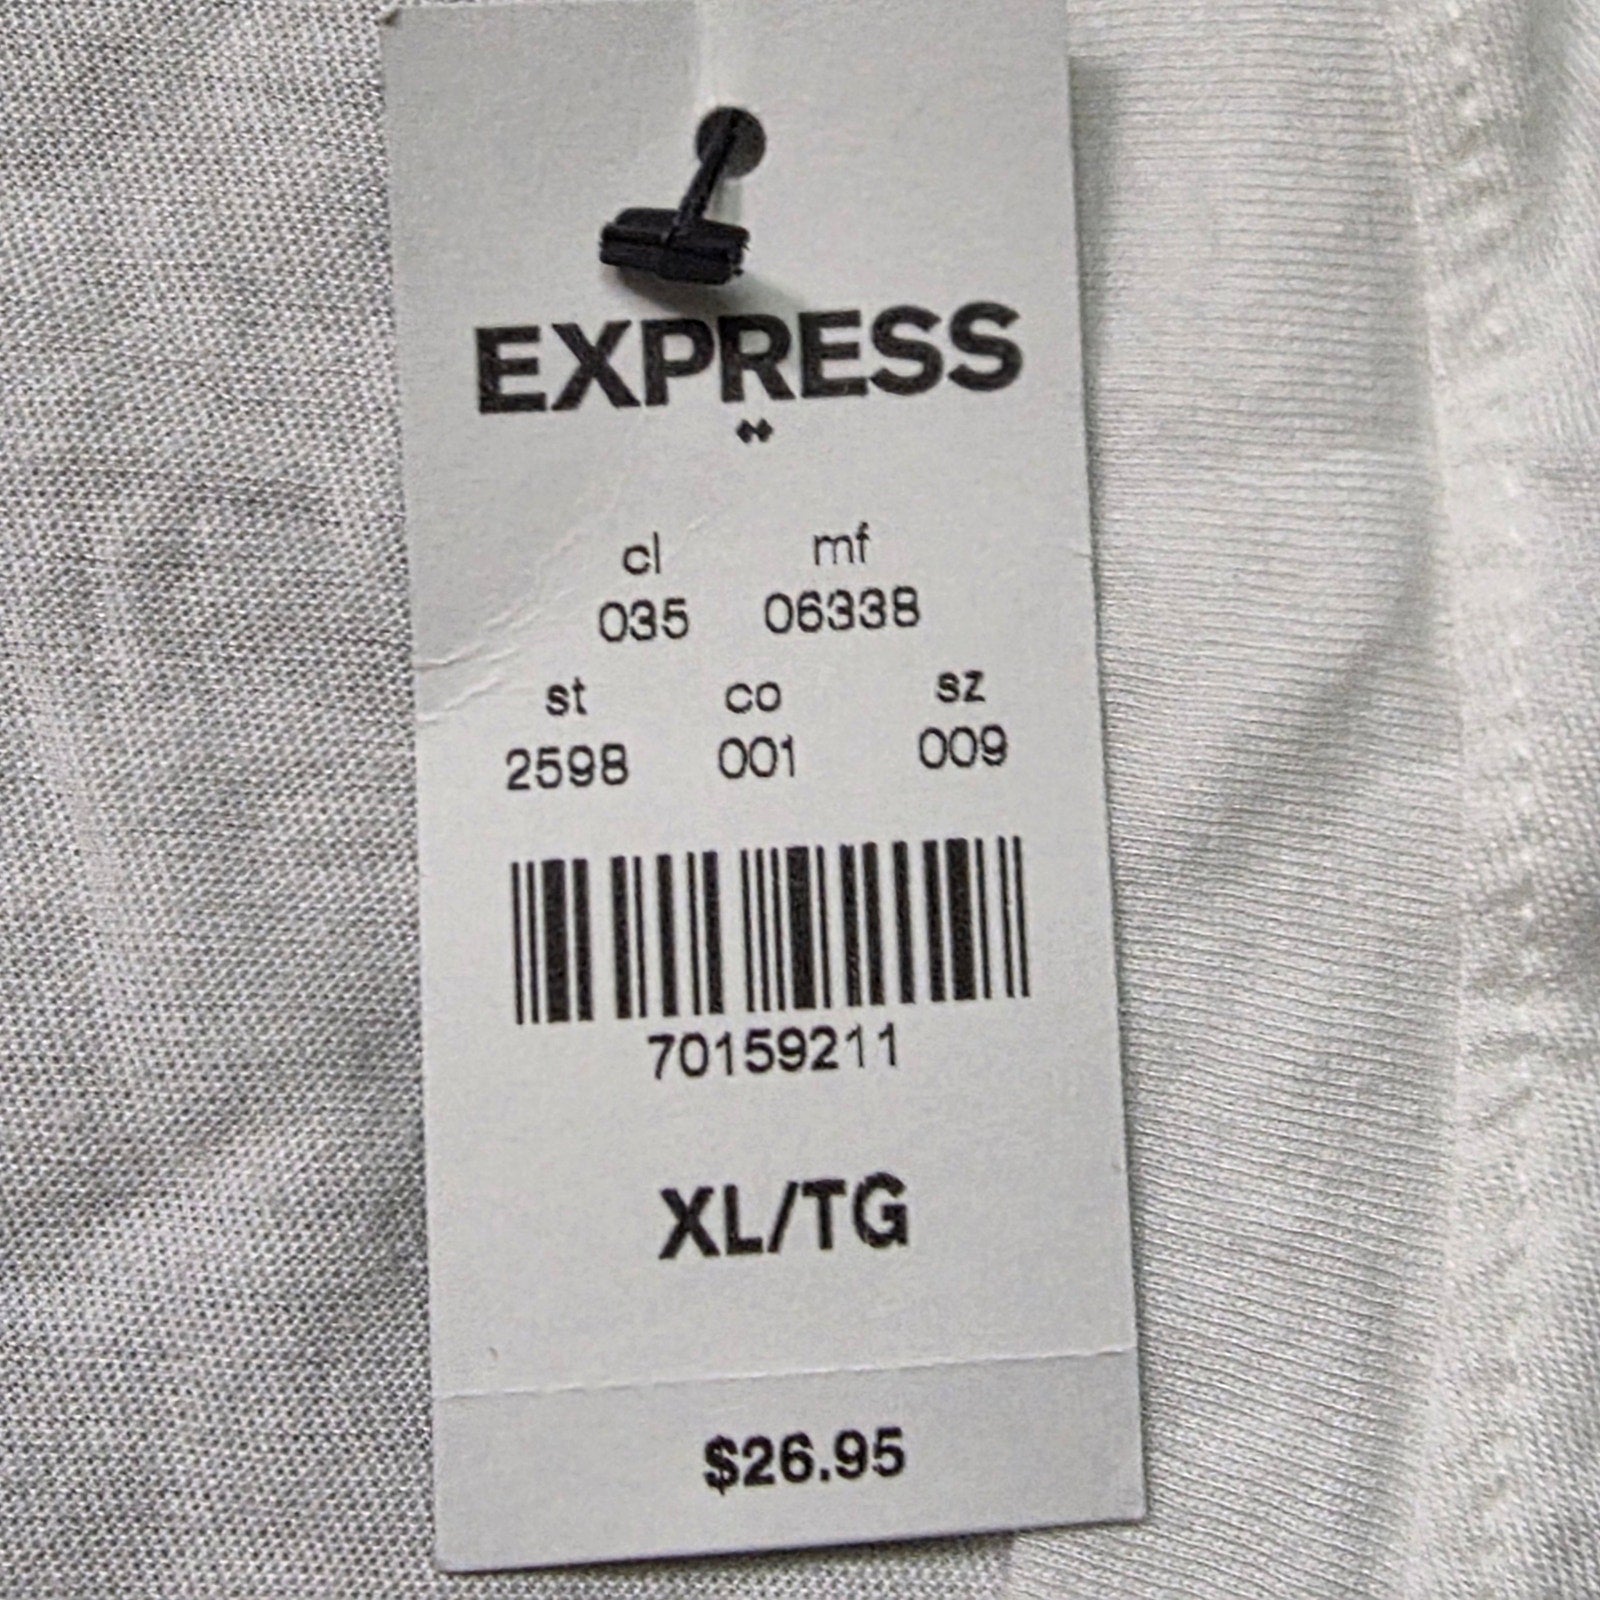 EXPRESS
cl mf
035 06338
st co sz
2598 001 009
70159211
XL/TG
$26.95